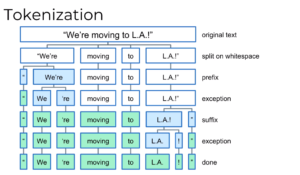 Tokenization
“We’re moving to L.A.!” original text
“We’re moving to L.A.!” split on whitespace
“ We’re moving to L.A.!” prefix
“ We ’re moving to L.A.!” exception
“ We ’re moving to L.A.! ” suffix
“ We ’re moving to L.A. ! ” exception
“ We ’re moving to L.A. ! ” done